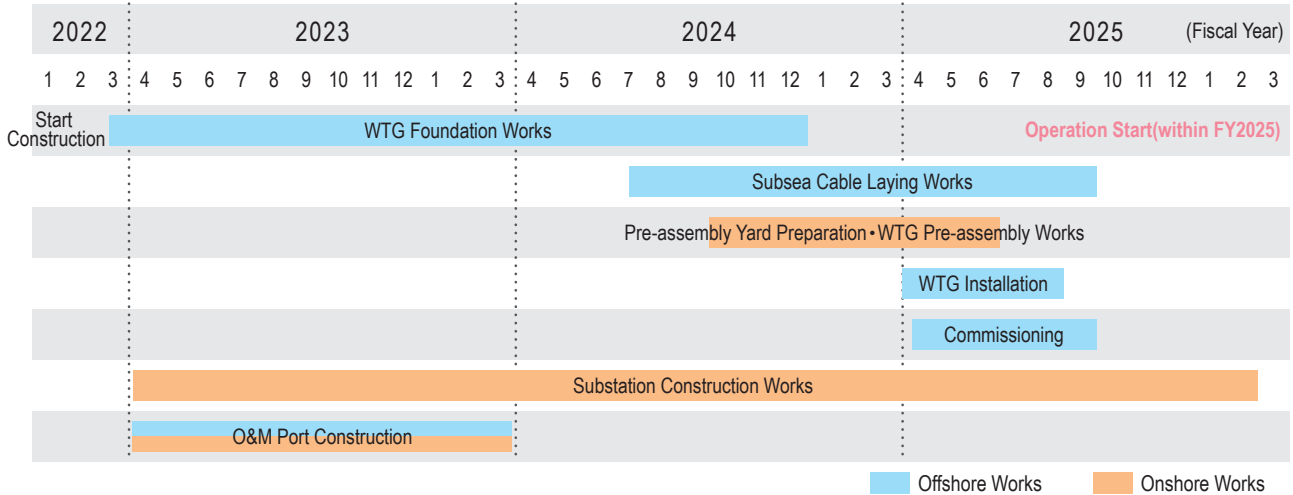 2022 2023 2024 2025 (Fiscal Year)
1 2 3 4 5 6 7 8 9 10 11 12 1 2 3 4 5 6 7 8 9 10 11 12 1 2 3 4 5 6 7 8 9 10 11 12 1 2 3
Start
Construction
WTG Foundation Works
Operation Start(within FY2025)
Subsea Cable Laying Works
Pre-assembly Yard Preparation・WTG Pre-assembly Works
WTG Installation
Commissioning
Substation Construction Works
O&M Port Construction
Offshore Works
Onshore Works